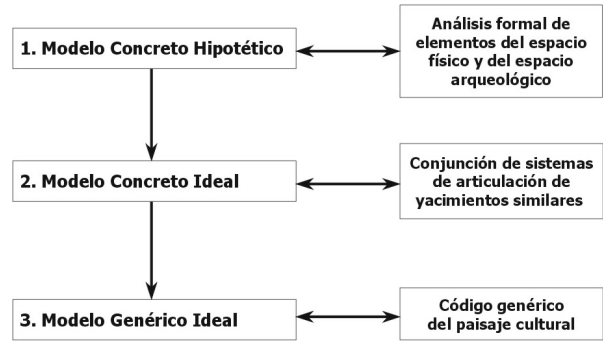 1. Modelo Concreto Hipotético
Análisis formal de
elementos del espacio
físico y del espacio
arqueológico
2. Modelo Concreto Ideal
Conjunción de sistemas
de articulación de
yacimientos similares
3. Modelo Genérico Ideal
Código genérico
del paisaje cultural